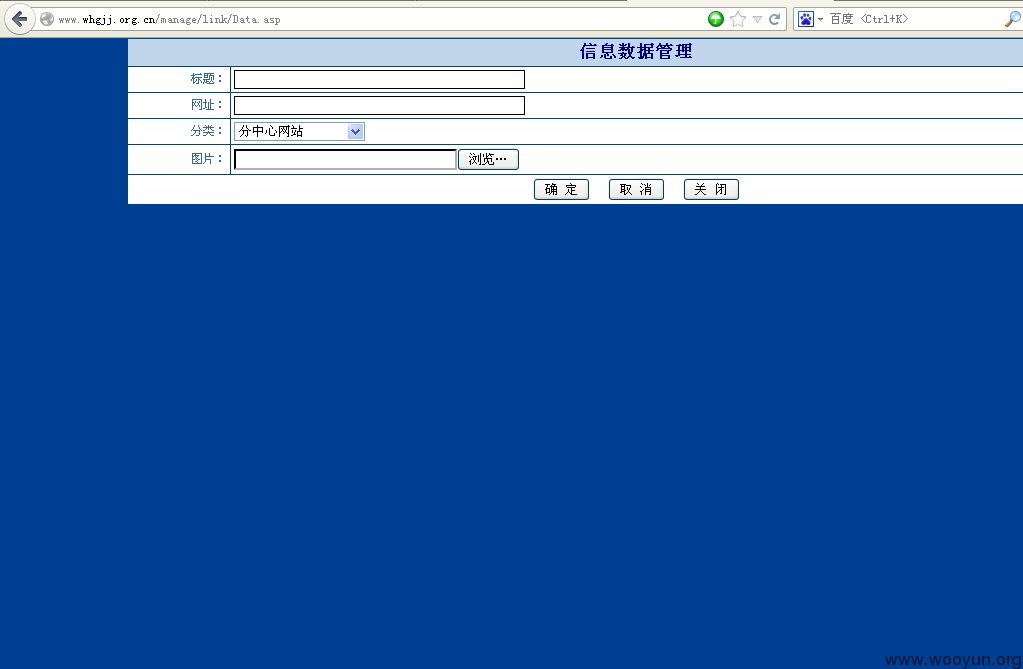 www.whgjj.org.cn/manage/link/Data.asp
百度 <Ctrl+K>
信息数据管理
标题：
网址：
分类： 分中心网站
图片： 浏览…
确 定 取 消 关 闭
www.wooyun.org